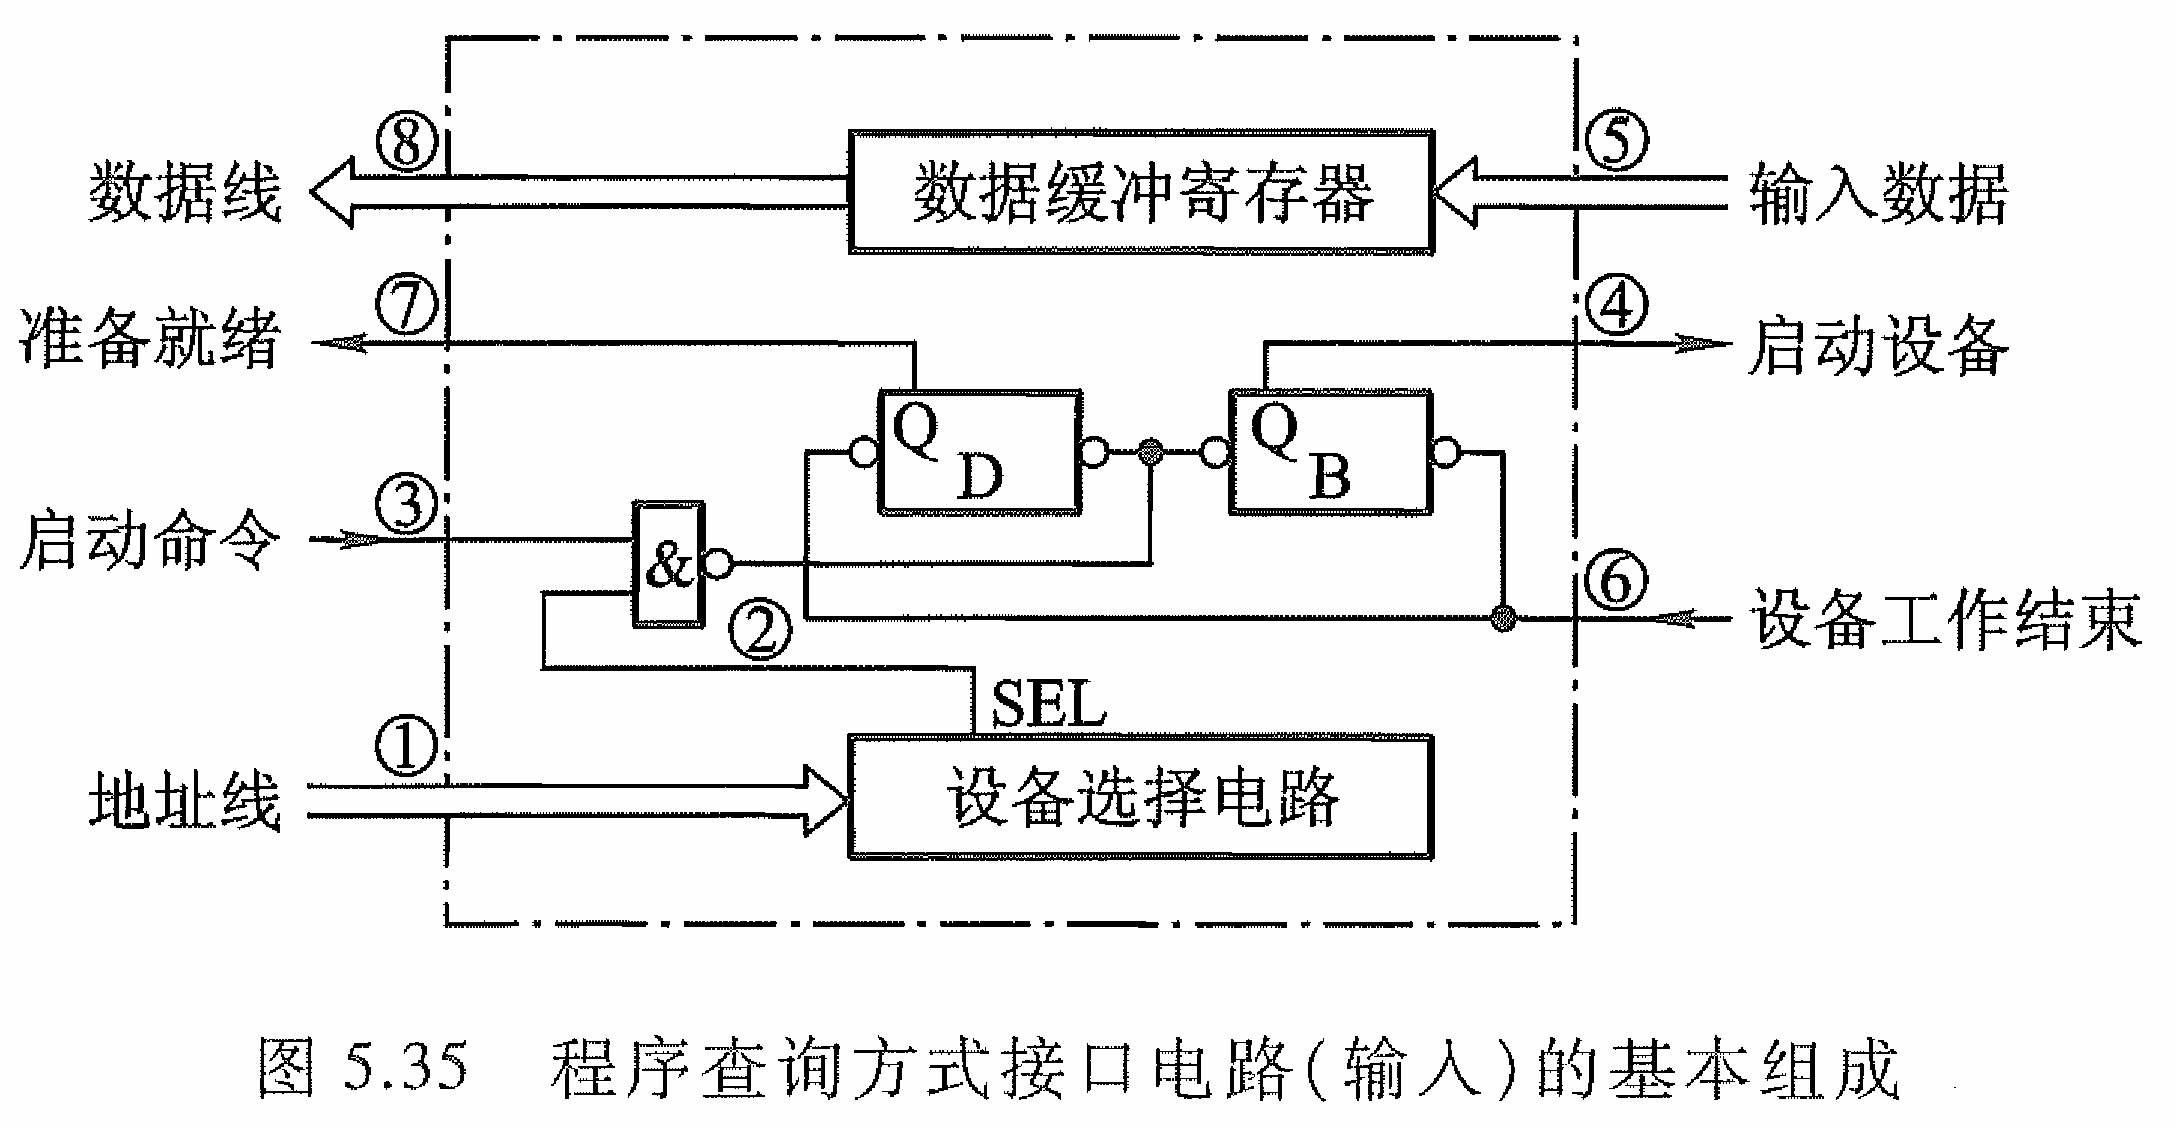 ⑧
⑤
数据线
数据缓冲寄存器
输入数据
⑦
④
准备就绪
启动设备
Q
D
Q
B
③
启动命令
&
⑥
②
设备工作结束
SEL
①
地址线
设备选择电路
图 5.35 程序查询方式接口电路(输入)的基本组成